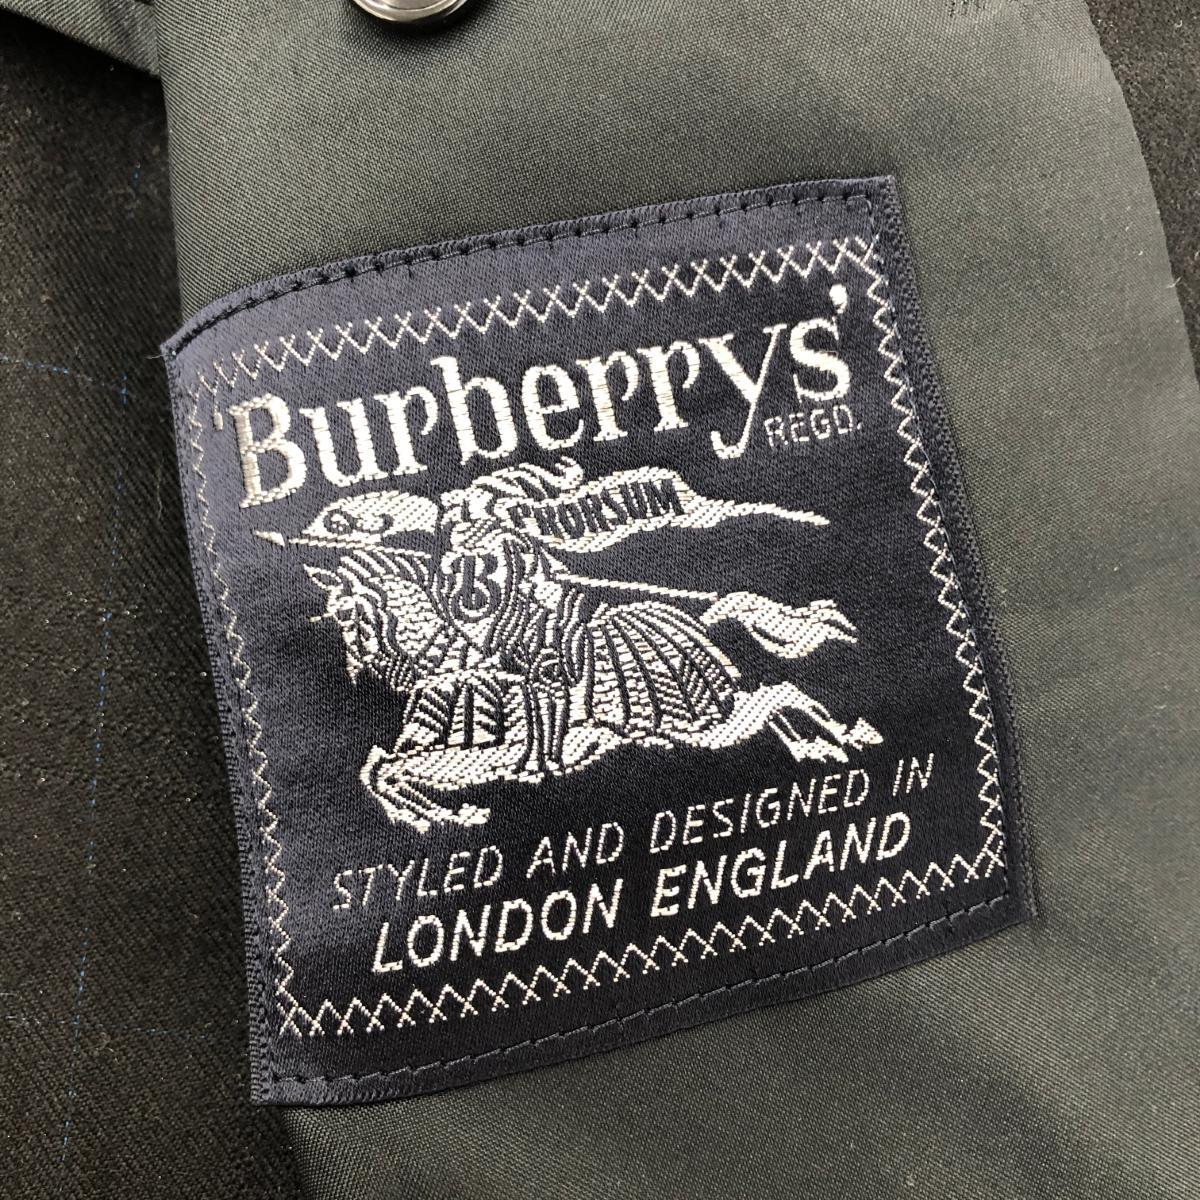 'Burberrys'
REGD.
PRORSUM
B
STYLED AND DESIGNED IN
LONDON ENGLAND